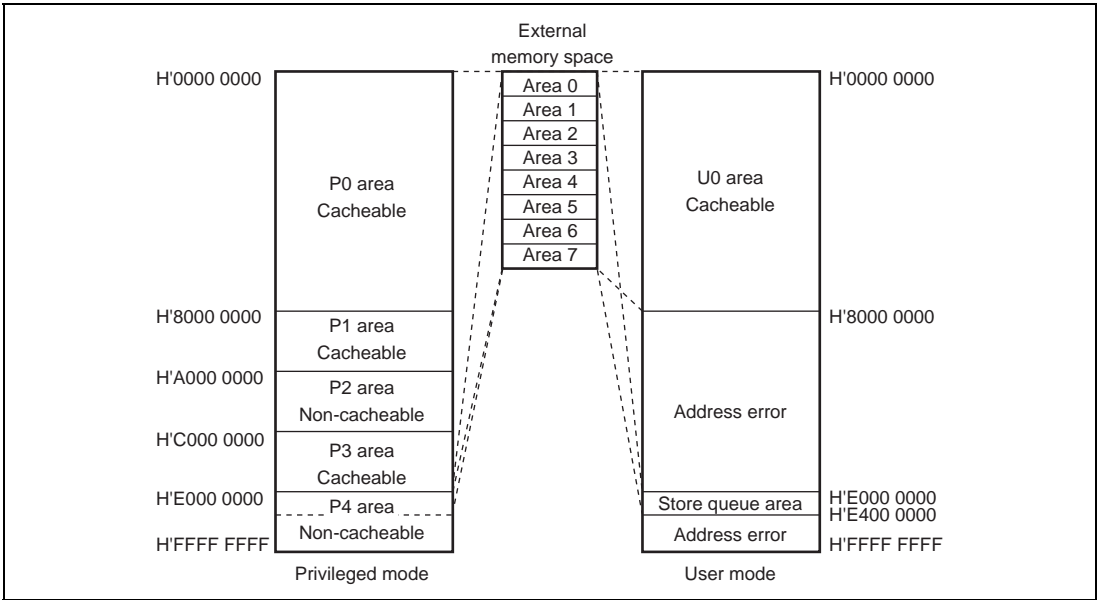 External
memory space
H'0000 0000
Area 0
Area 1
Area 2
Area 3
Area 4
Area 5
Area 6
Area 7
H'0000 0000
P0 area
Cacheable
U0 area
Cacheable
H'8000 0000
P1 area
Cacheable
H'8000 0000
H'A000 0000
P2 area
Non-cacheable
Address error
H'C000 0000
P3 area
Cacheable
H'E000 0000
P4 area
Non-cacheable
Store queue area
H'E000 0000
H'E400 0000
Address error
H'FFFF FFFF
H'FFFF FFFF
Privileged mode
User mode